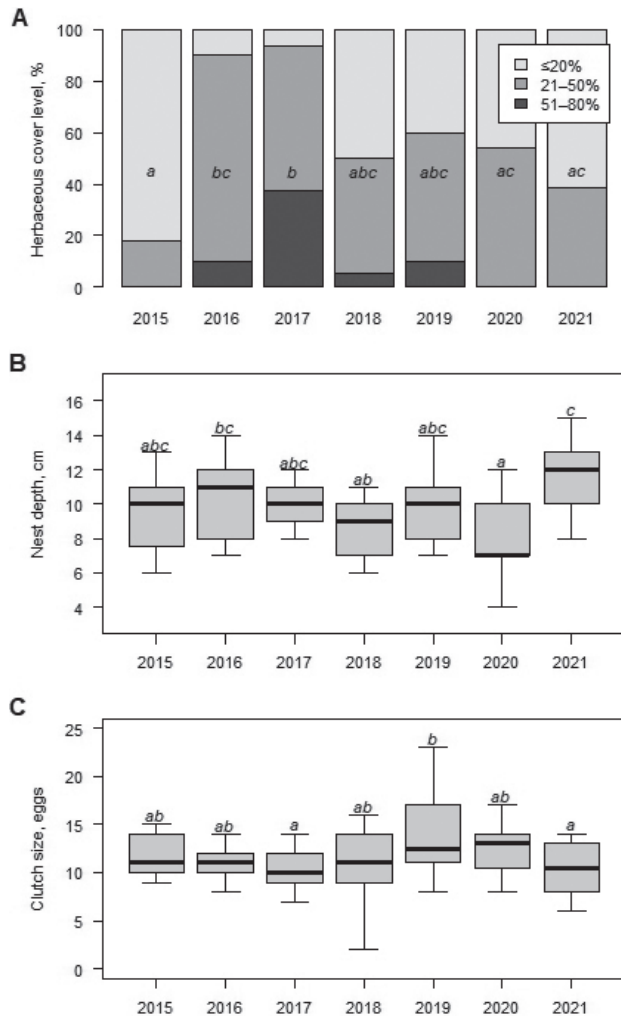 A
Herbaceous cover level, %
100
80
60
40
20
0
≤20%
21–50%
51–80%
a
bc
b
abc
abc
ac
ac
2015 2016 2017 2018 2019 2020 2021
B
Nest depth, cm
16
14
12
10
8
6
4
abc
bc
abc
ab
abc
a
c
2015 2016 2017 2018 2019 2020 2021
C
Clutch size, eggs
25
20
15
10
5
0
ab
ab
a
ab
b
ab
a
2015 2016 2017 2018 2019 2020 2021